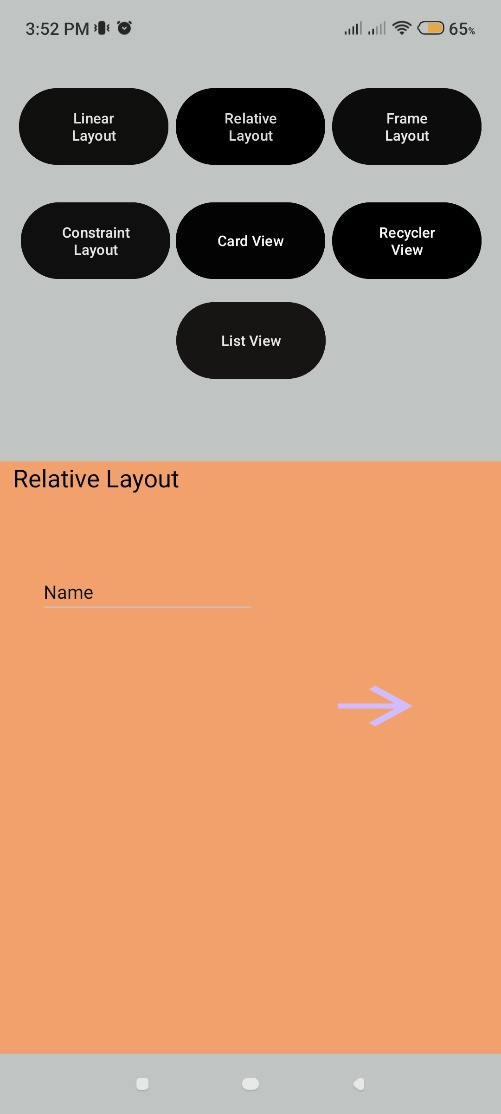 3:52 PM 65%
Linear
Layout
Relative
Layout
Frame
Layout
Constraint
Layout
Card View
Recycler
View
List View
Relative Layout
Name